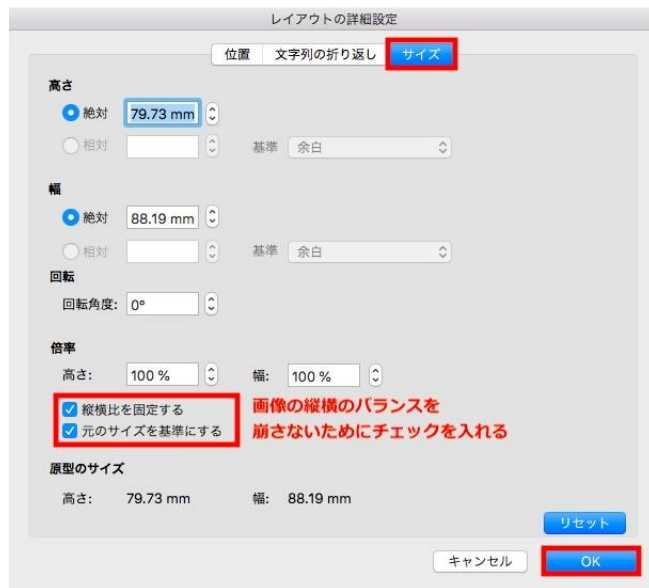 レイアウトの詳細設定
位置 文字列の折り返し サイズ
高さ
絶対 79.73 mm
相対 基準 余白
幅
絶対 88.19 mm
相対 基準 余白
回転
回転角度: 0°
倍率
高さ: 100 % 幅: 100 %
縦横比を固定する 画像の縦横のバランスを
元のサイズを基準にする 崩さないためにチェックを入れる
原型のサイズ
高さ: 79.73 mm 幅: 88.19 mm
リセット
キャンセル OK